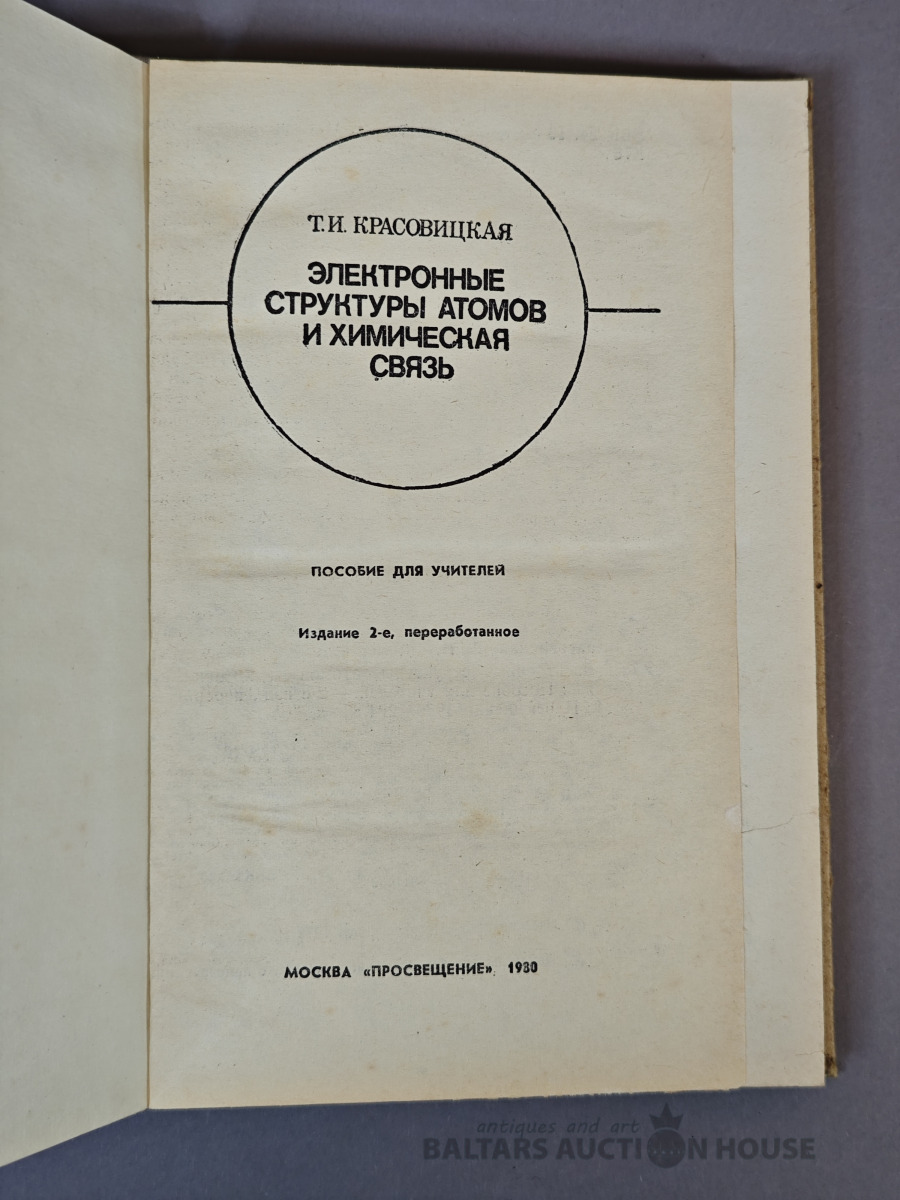 Т.И. КРАСОВИЦКАЯ
ЭЛЕКТРОННЫЕ
СТРУКТУРЫ АТОМОВ
И ХИМИЧЕСКАЯ
СВЯЗЬ
ПОСОБИЕ ДЛЯ УЧИТЕЛЕЙ
Издание 2-е, переработанное
МОСКВА «ПРОСВЕЩЕНИЕ» 1980
antiques and art
BALTARS AUCTION HOUSE